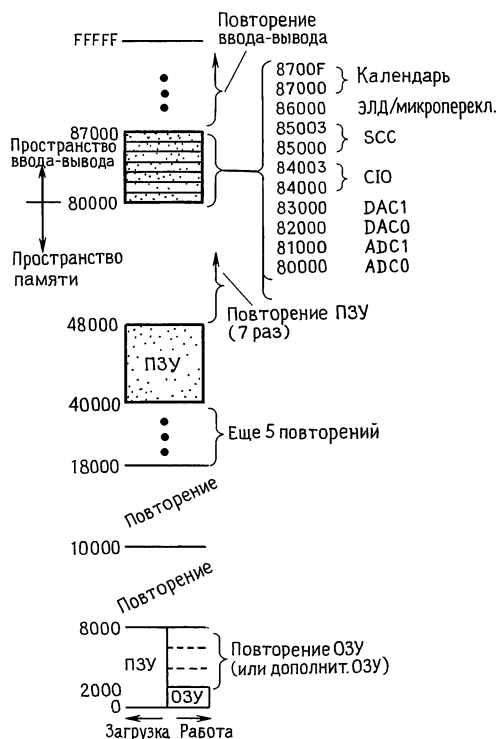 FFFFF
Повторение
ввода-вывода
87000
Пространство
ввода-вывода
80000
Пространство
памяти
8700F
87000
Календарь
86000 ЭЛД/микроперекл.
85003
85000
SCC
84003
84000
CIO
83000 DAC1
82000 DAC0
81000 ADC1
80000 ADC0
Повторение ПЗУ
(7 раз)
48000
ПЗУ
40000
Еще 5 повторений
18000
Повторение
10000
Повторение
8000
ПЗУ
Повторение ОЗУ
(или дополнит. ОЗУ)
2000
ОЗУ
0
Загрузка Работа